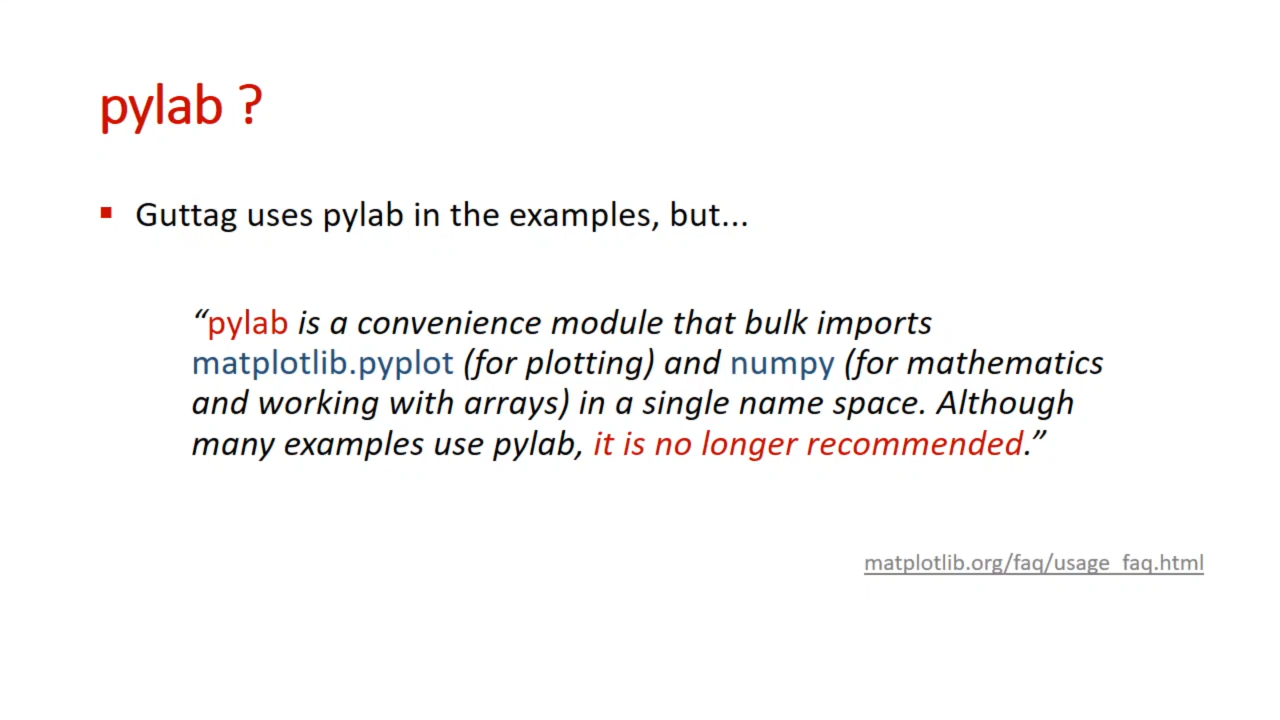 pylab ?
▪ Guttag uses pylab in the examples, but...
“pylab is a convenience module that bulk imports
matplotlib.pyplot (for plotting) and numpy (for mathematics
and working with arrays) in a single name space. Although
many examples use pylab, it is no longer recommended.”
matplotlib.org/faq/usage_faq.html